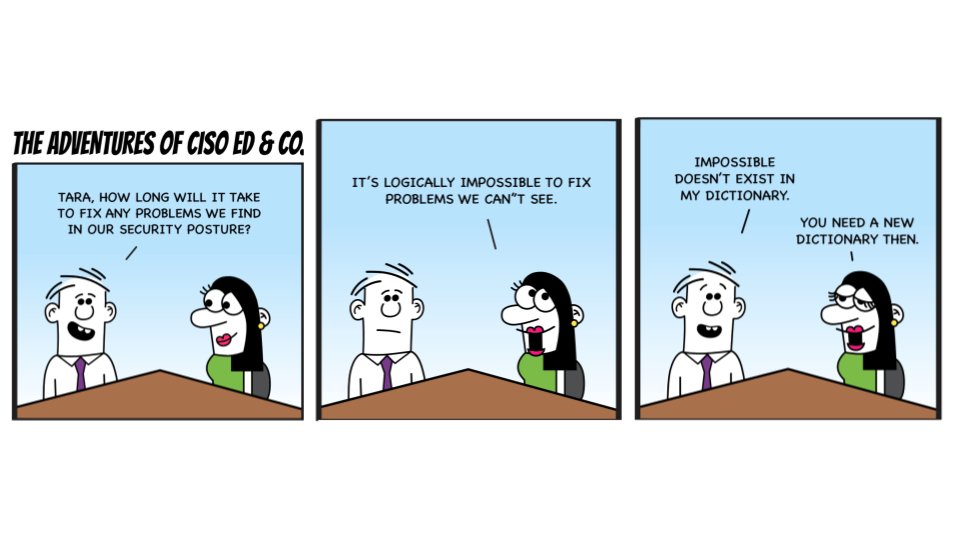 THE ADVENTURES OF CISO ED & CO.
TARA, HOW LONG WILL IT TAKE
TO FIX ANY PROBLEMS WE FIND
IN OUR SECURITY POSTURE?
IT'S LOGICALLY IMPOSSIBLE TO FIX
PROBLEMS WE CAN"T SEE.
IMPOSSIBLE
DOESN'T EXIST IN
MY DICTIONARY.
YOU NEED A NEW
DICTIONARY THEN.